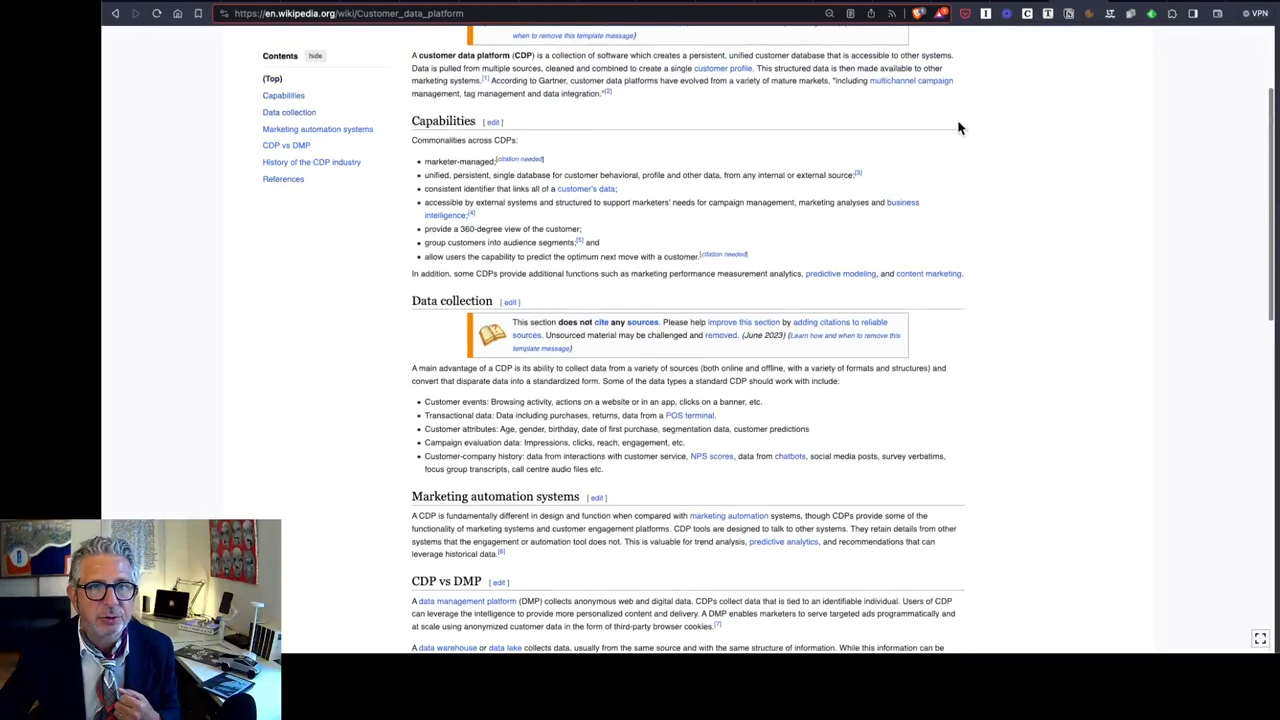 https://en.wikipedia.org/wiki/Customer_data_platform
VPN
when to remove this template message)
Contents hide
(Top)
Capabilities
Data collection
Marketing automation systems
CDP vs DMP
History of the CDP industry
References
A customer data platform (CDP) is a collection of software which creates a persistent, unified customer database that is accessible to other systems.
Data is pulled from multiple sources, cleaned and combined to create a single customer profile. This structured data is then made available to other
marketing systems.[1] According to Gartner, customer data platforms have evolved from a variety of mature markets, "including multichannel campaign
management, tag management and data integration."[2]
Capabilities [ edit ]
Commonalities across CDPs:
• marketer-managed;[citation needed]
• unified, persistent, single database for customer behavioral, profile and other data, from any internal or external source;[3]
• consistent identifier that links all of a customer's data;
• accessible by external systems and structured to support marketers' needs for campaign management, marketing analyses and business
intelligence;[4]
• provide a 360-degree view of the customer;
• group customers into audience segments;[5] and
• allow users the capability to predict the optimum next move with a customer.[citation needed]
In addition, some CDPs provide additional functions such as marketing performance measurement analytics, predictive modeling, and content marketing.
Data collection [ edit ]
This section does not cite any sources. Please help improve this section by adding citations to reliable
sources. Unsourced material may be challenged and removed. (June 2023) (Learn how and when to remove this
template message)
A main advantage of a CDP is its ability to collect data from a variety of sources (both online and offline, with a variety of formats and structures) and
convert that disparate data into a standardized form. Some of the data types a standard CDP should work with include:
• Customer events: Browsing activity, actions on a website or in an app, clicks on a banner, etc.
• Transactional data: Data including purchases, returns, data from a POS terminal.
• Customer attributes: Age, gender, birthday, date of first purchase, segmentation data, customer predictions
• Campaign evaluation data: Impressions, clicks, reach, engagement, etc.
• Customer-company history: data from interactions with customer service, NPS scores, data from chatbots, social media posts, survey verbatims,
focus group transcripts, call centre audio files etc.
Marketing automation systems [ edit ]
A CDP is fundamentally different in design and function when compared with marketing automation systems, though CDPs provide some of the
functionality of marketing systems and customer engagement platforms. CDP tools are designed to talk to other systems. They retain details from other
systems that the engagement or automation tool does not. This is valuable for trend analysis, predictive analytics, and recommendations that can
leverage historical data.[6]
CDP vs DMP [ edit ]
A data management platform (DMP) collects anonymous web and digital data. CDPs collect data that is tied to an identifiable individual. Users of CDP
can leverage the intelligence to provide more personalized content and delivery. A DMP enables marketers to serve targeted ads programmatically and
at scale using anonymized customer data in the form of third-party browser cookies.[7]
A data warehouse or data lake collects data, usually from the same source and with the same structure of information. While this information can be